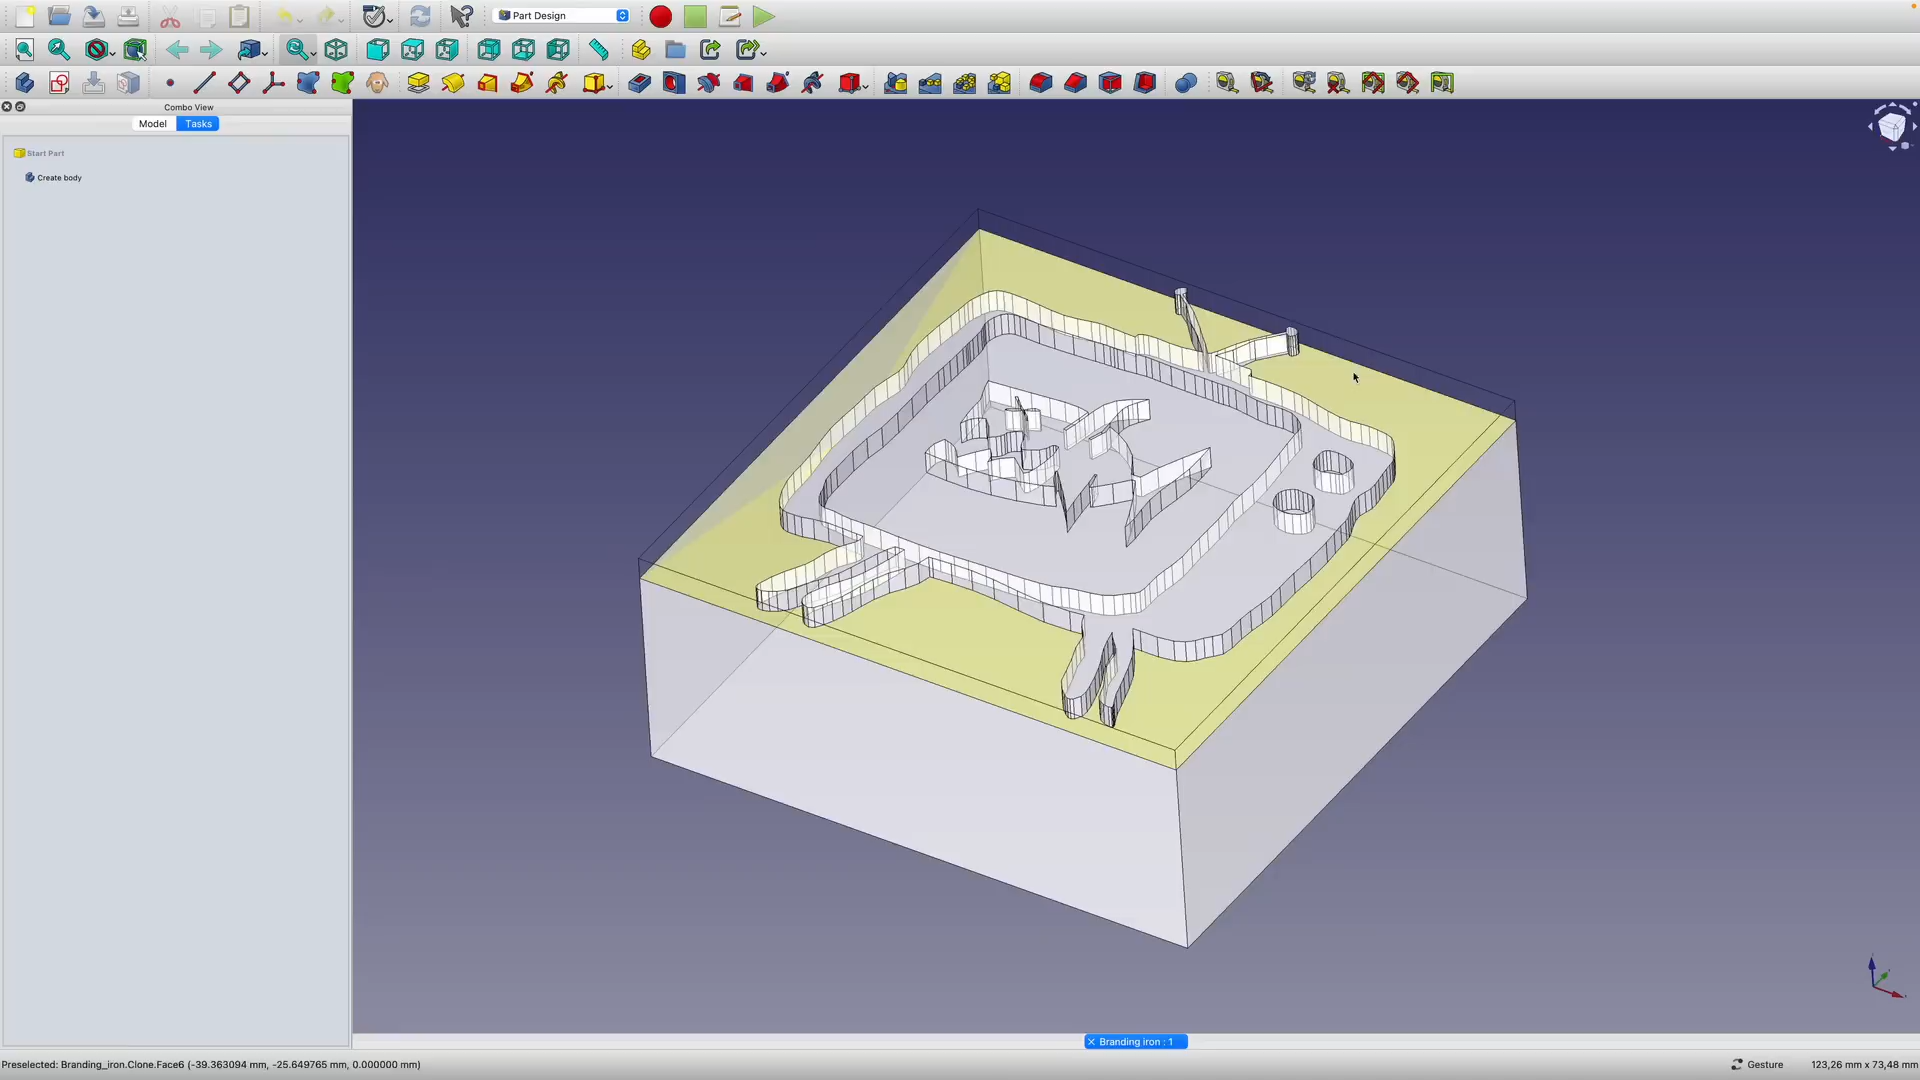 Part Design
Combo View
Model
Tasks
Start Part
Create body
Branding iron : 1
Preselected: Branding_iron.Clone.Face6 (-39.363094 mm, -25.649765 mm, 0.000000 mm)
Gesture
123,26 mm x 73,48 mm